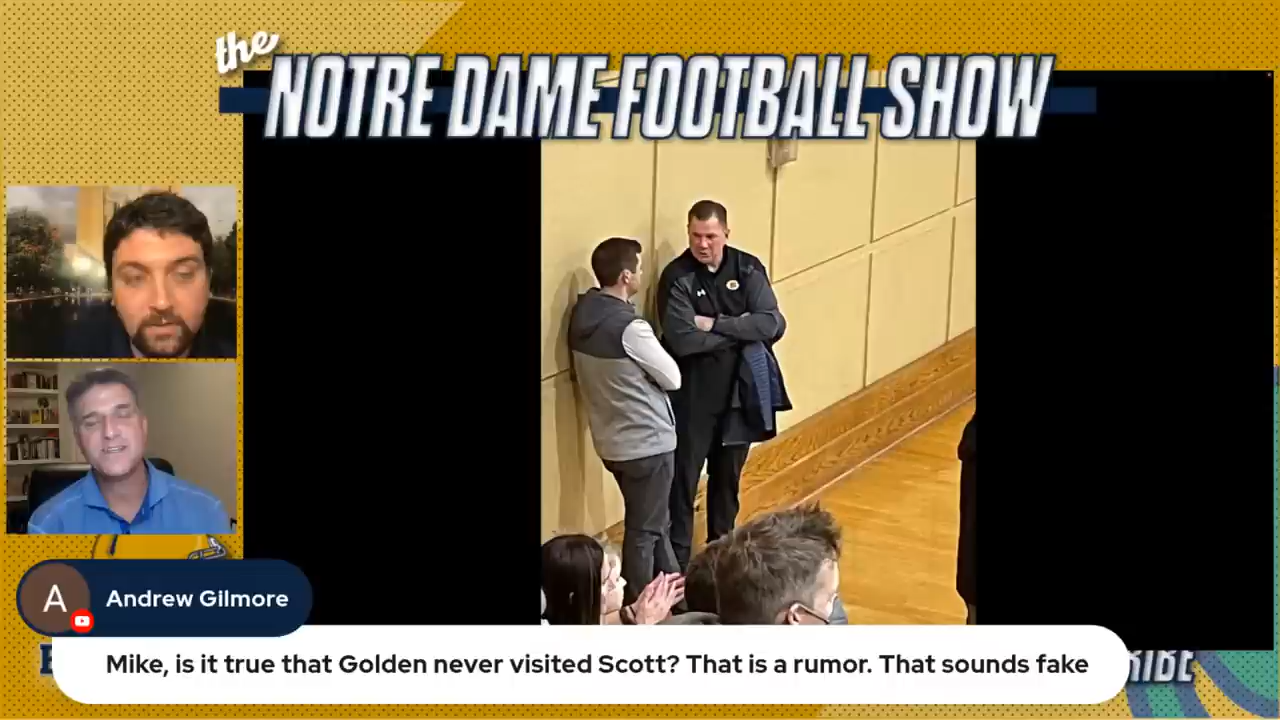 the
NOTRE DAME FOOTBALL SHOW
A
Andrew Gilmore
Mike, is it true that Golden never visited Scott? That is a rumor. That sounds fake